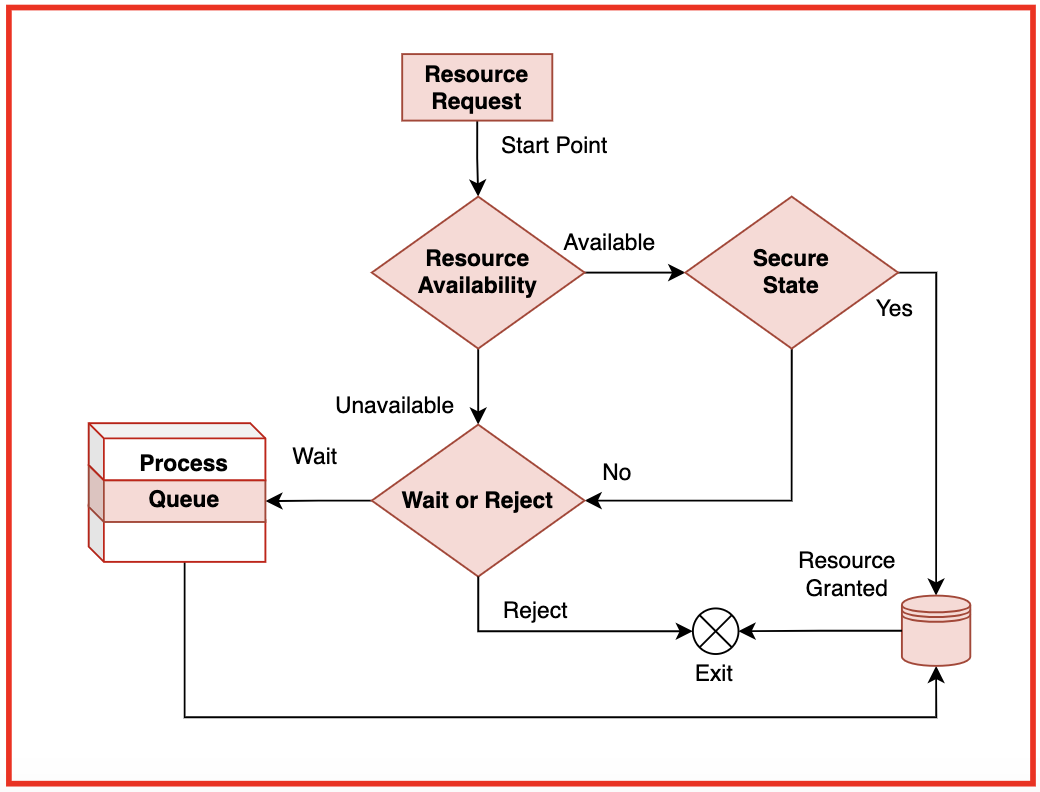 Resource
Request
Start Point
Resource
Availability
Available
Secure
State
Yes
Unavailable
Process
Queue
Wait
Wait or Reject
No
Resource
Granted
Reject
Exit